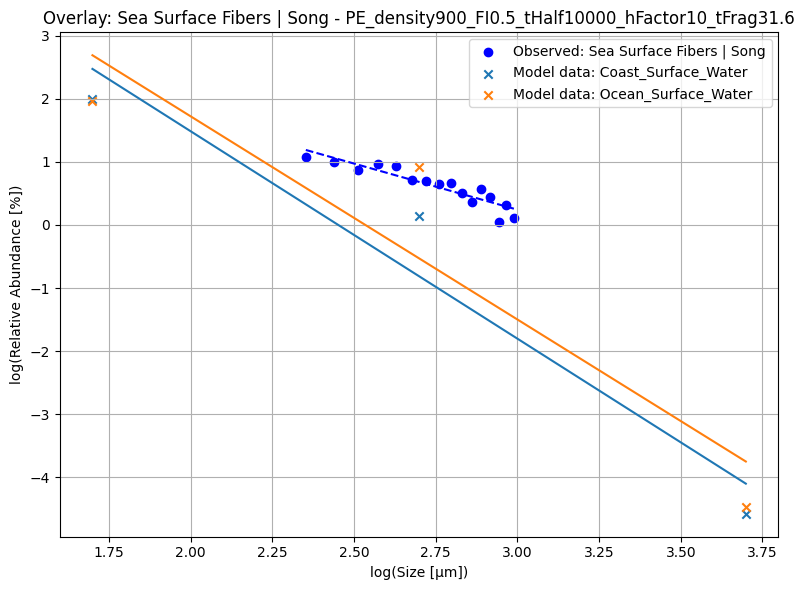 Overlay: Sea Surface Fibers | Song - PE_density900_FI0.5_tHalf10000_hFactor10_tFrag31.6
Observed: Sea Surface Fibers | Song
Model data: Coast_Surface_Water
Model data: Ocean_Surface_Water
log(Relative Abundance [%])
3
2
1
0
−1
−2
−3
−4
1.75
2.00
2.25
2.50
2.75
3.00
3.25
3.50
3.75
log(Size [μm])